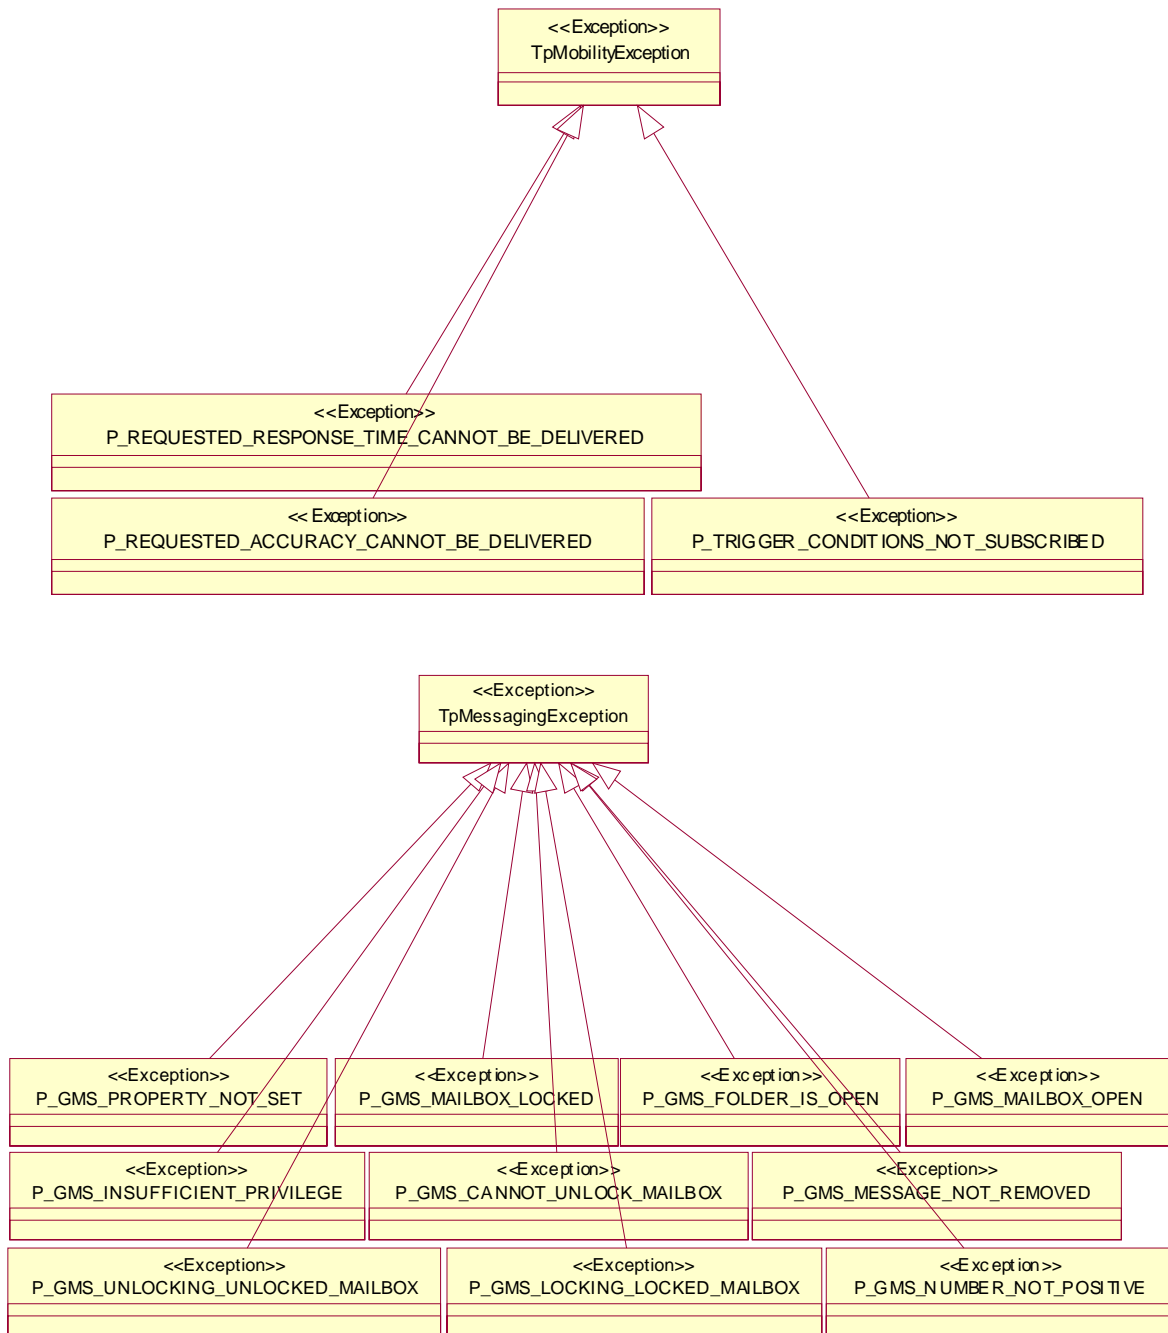 <<Exception>>
TpMobilityException
<<Exception>>
P_REQUESTED_RESPONSE_TIME_CANNOT_BE_DELIVERED
<<Exception>>
P_REQUESTED_ACCURACY_CANNOT_BE_DELIVERED
<<Exception>>
P_TRIGGER_CONDITIONS_NOT_SUBSCRIBED
<<Exception>>
TpMessagingException
<<Exception>>
P_GMS_PROPERTY_NOT_SET
<<Exception>>
P_GMS_MAILBOX_LOCKED
<<Exception>>
P_GMS_FOLDER_IS_OPEN
<<Exception>>
P_GMS_MAILBOX_OPEN
<<Exception>>
P_GMS_INSUFFICIENT_PRIVILEGE
<<Exception>>
P_GMS_CANNOT_UNLOCK_MAILBOX
<<Exception>>
P_GMS_MESSAGE_NOT_REMOVED
<<Exception>>
P_GMS_UNLOCKING_UNLOCKED_MAILBOX
<<Exception>>
P_GMS_LOCKING_LOCKED_MAILBOX
<<Exception>>
P_GMS_NUMBER_NOT_POSITIVE